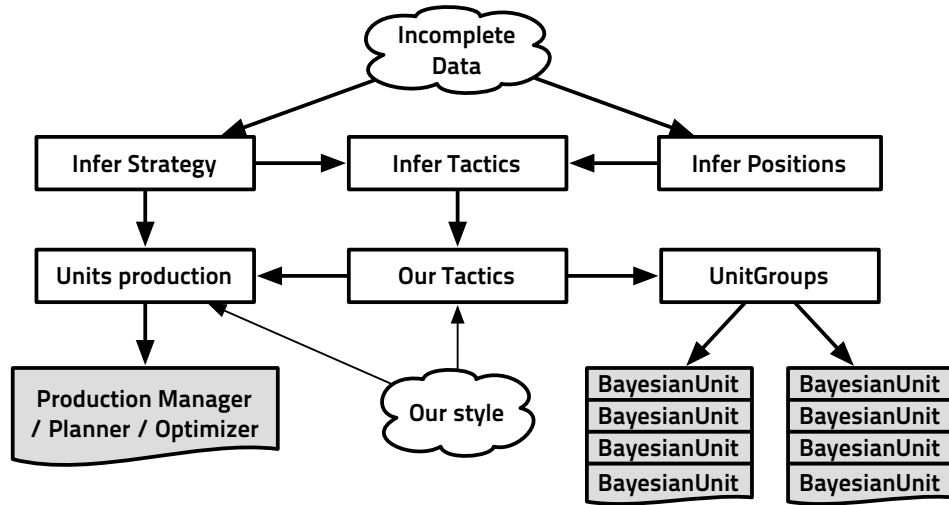 Incomplete
Data
Infer Strategy
Infer Tactics
Infer Positions
Units production
Our Tactics
UnitGroups
Production Manager
/ Planner / Optimizer
Our style
BayesianUnit
BayesianUnit
BayesianUnit
BayesianUnit
BayesianUnit
BayesianUnit
BayesianUnit
BayesianUnit